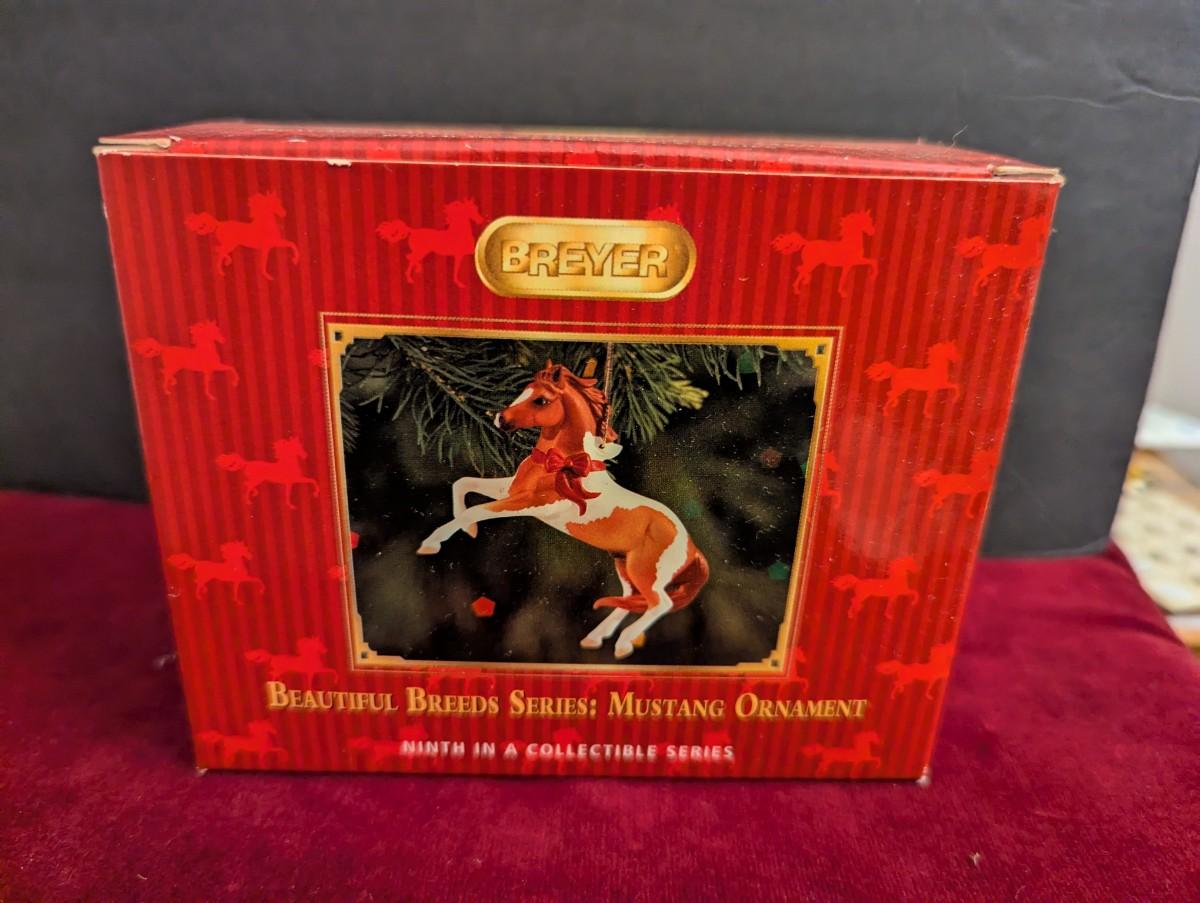 BREYER
BEAUTIFUL BREEDS SERIES: MUSTANG ORNAMENT
NINTH IN A COLLECTIBLE SERIES